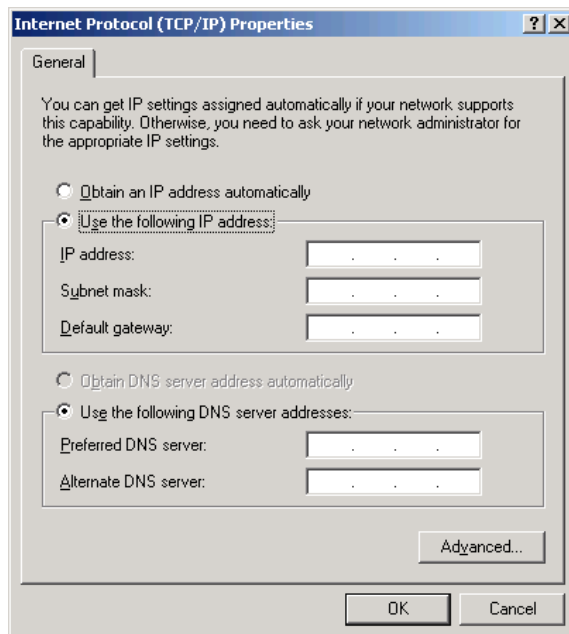 Internet Protocol (TCP/IP) Properties
General
You can get IP settings assigned automatically if your network supports
this capability. Otherwise, you need to ask your network administrator for
the appropriate IP settings.
Obtain an IP address automatically
Use the following IP address:
IP address: . . .
Subnet mask: . . .
Default gateway: . . .
Obtain DNS server address automatically
Use the following DNS server addresses:
Preferred DNS server: . . .
Alternate DNS server: . . .
Advanced...
OK Cancel